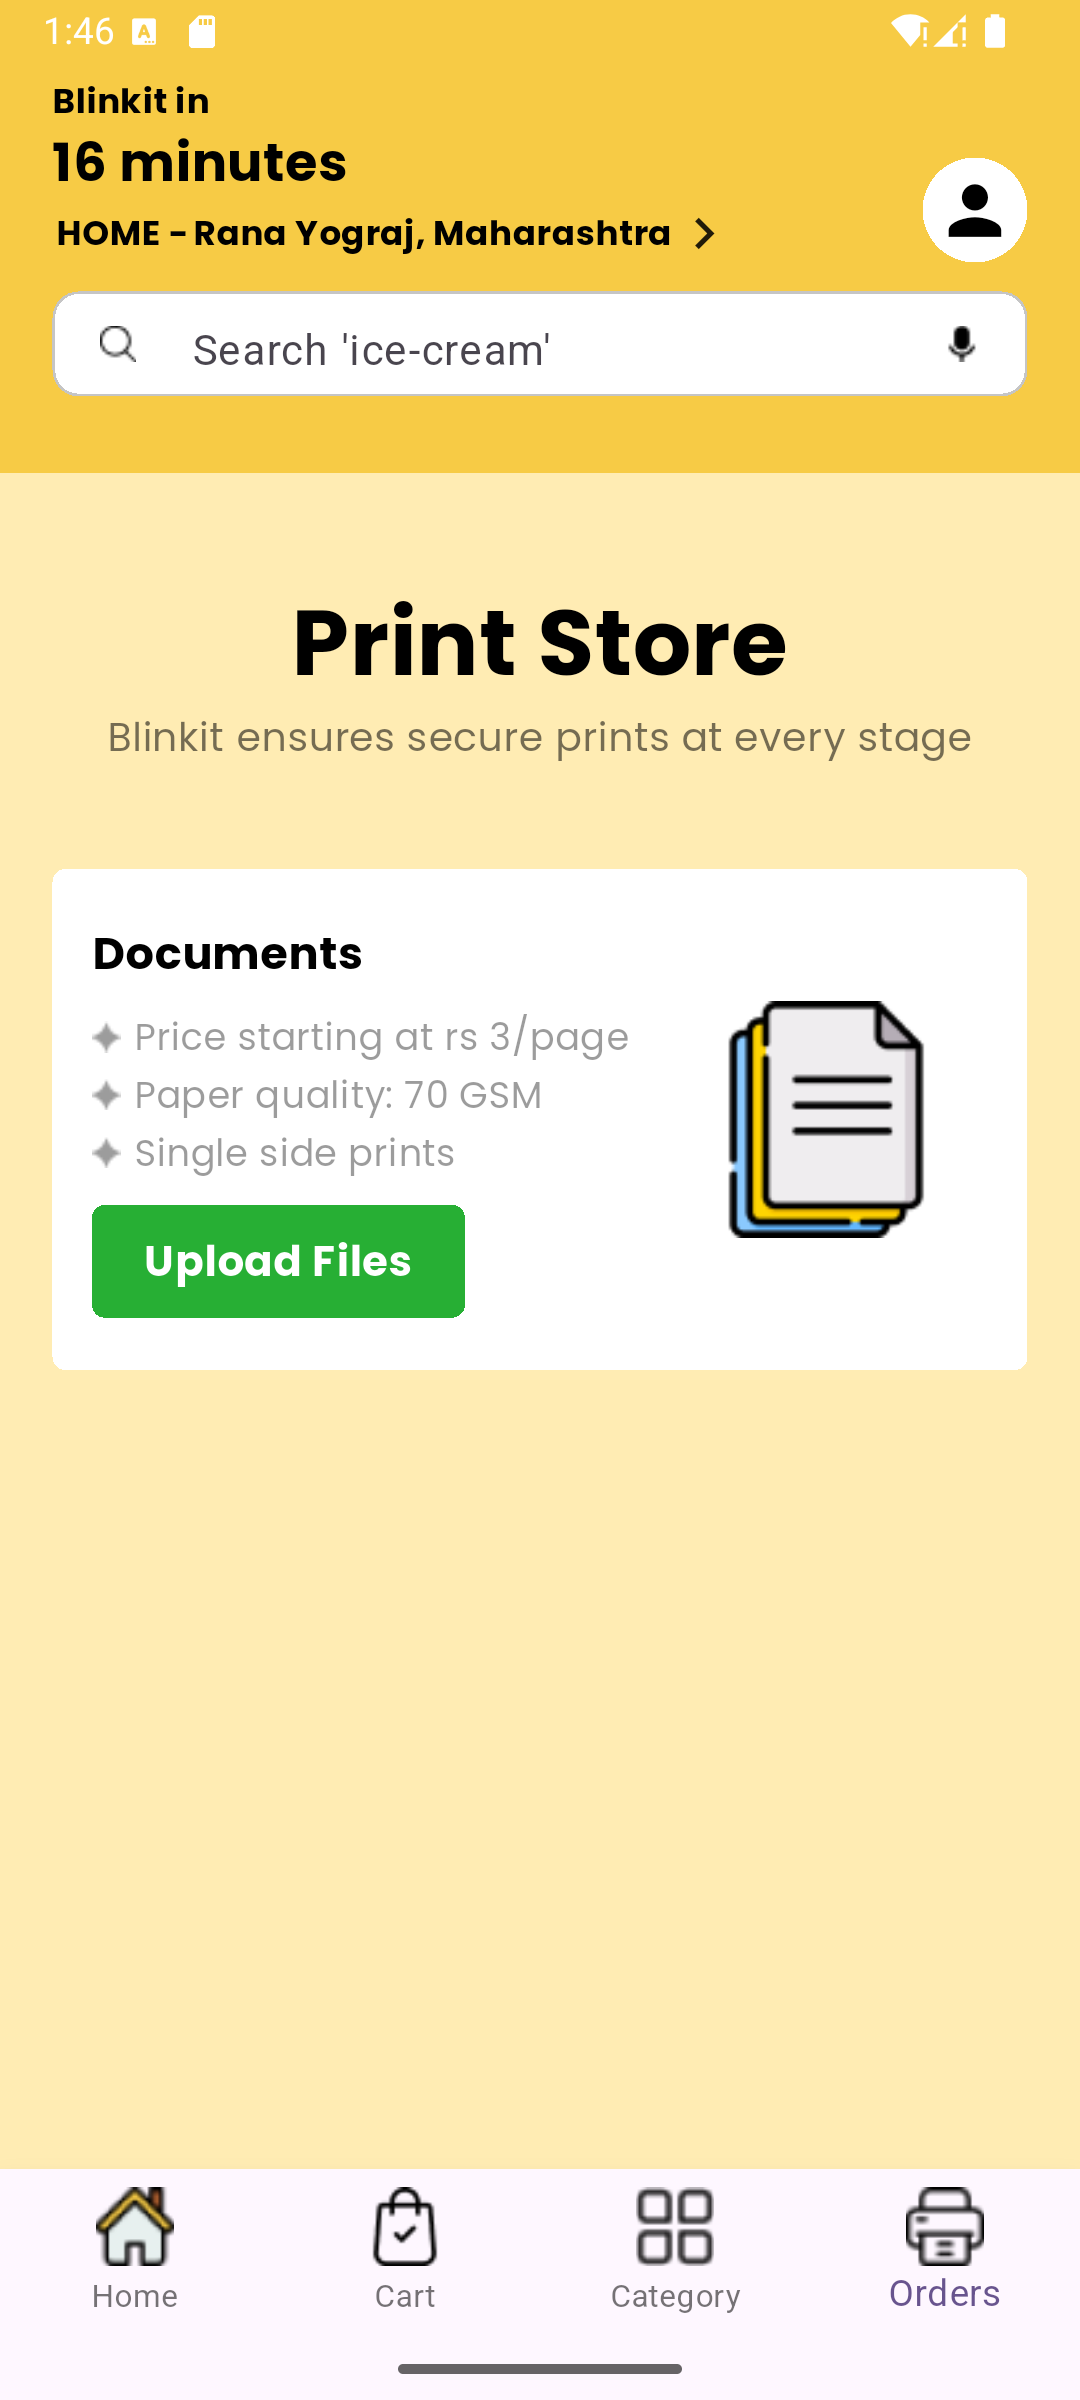 1:46
Blinkit in
16 minutes
HOME - Rana Yograj, Maharashtra
Search 'ice-cream'
Print Store
Blinkit ensures secure prints at every stage
Documents
Price starting at rs 3/page
Paper quality: 70 GSM
Single side prints
Upload Files
Home
Cart
Category
Orders